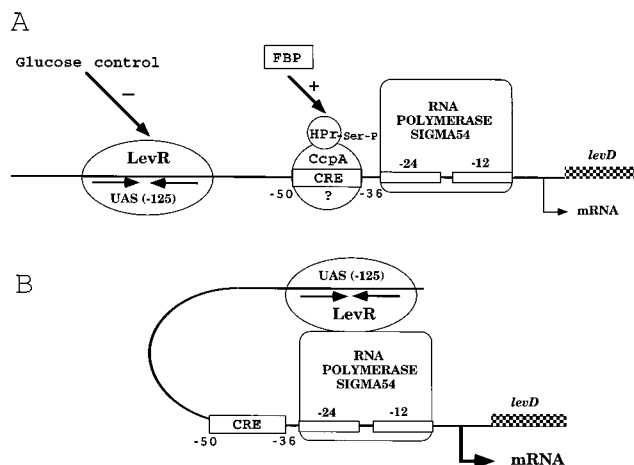 A
Glucose control
FBP
−
+
RNA
POLYMERASE
SIGMA54
HPr
Ser-P
LevR
CcpA
levD
-24
-12
CRE
UAS (-125)
-50
?
-36
mRNA
B
UAS (-125)
LevR
RNA
POLYMERASE
SIGMA54
levD
-24
-12
CRE
-50
-36
mRNA